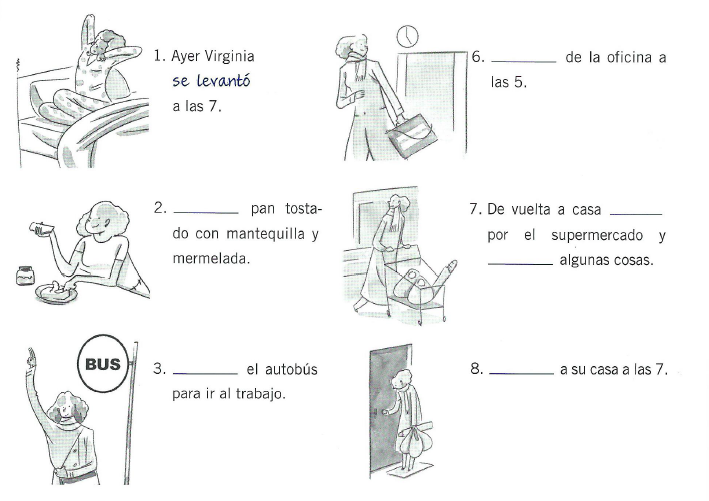 1. Ayer Virginia
se levantó
a las 7.
2. ________ pan tosta-
do con mantequilla y
mermelada.
BUS
3. ________ el autobús
para ir al trabajo.
6. ________ de la oficina a
las 5.
7. De vuelta a casa ________
por el supermercado y
________ algunas cosas.
8. ________ a su casa a las 7.